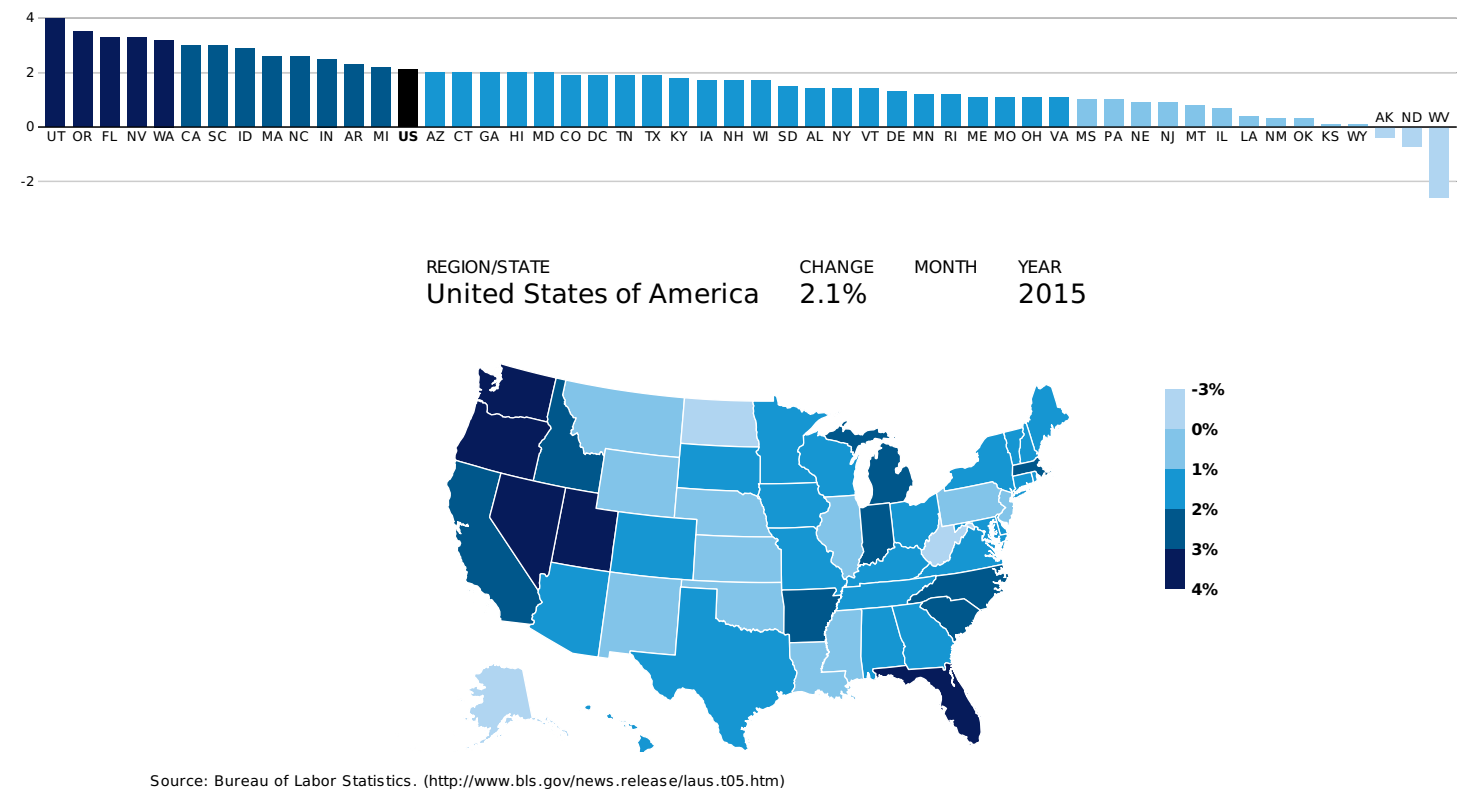 4
2
0
-2
UT OR FL NV WA CA SC ID MA NC IN AR MI US AZ CT GA HI MD CO DC TN TX KY IA NH WI SD AL NY VT DE MN RI ME MO OH VA MS PA NE NJ MT IL LA NM OK KS WY AK ND WV
REGION/STATE CHANGE MONTH YEAR
United States of America 2.1% 2015
-3%
0%
1%
2%
3%
4%
Source: Bureau of Labor Statistics. (http://www.bls.gov/news.release/laus.t05.htm)